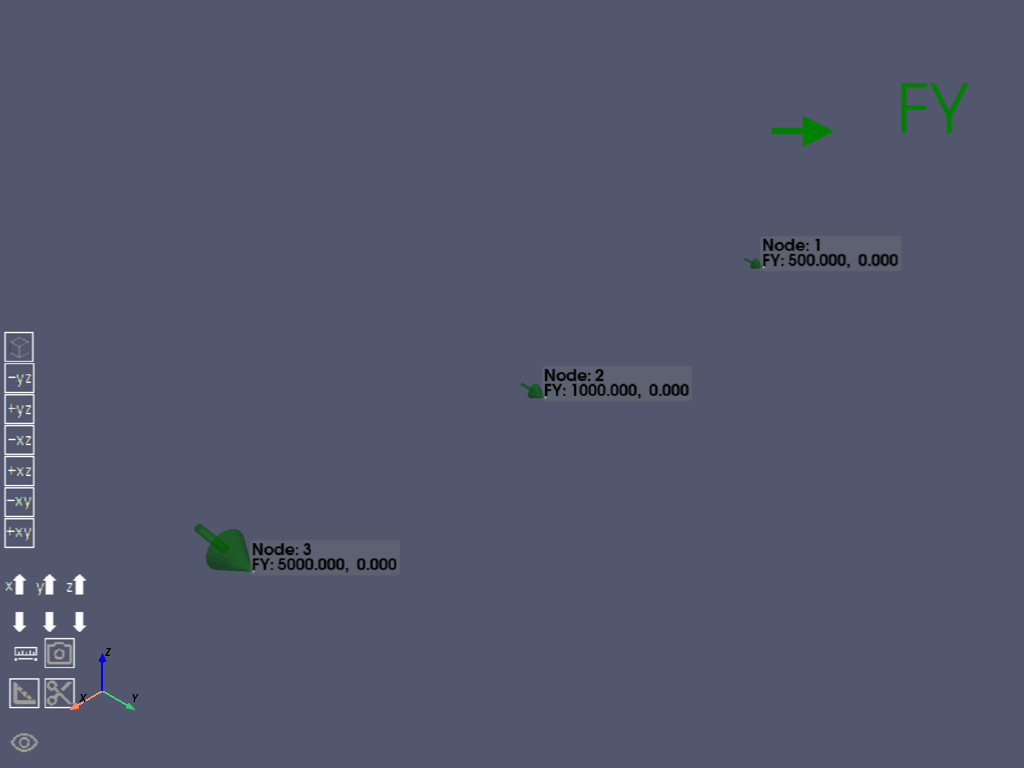 FY
Node: 1
FY: 500.000, 0.000
Node: 2
FY: 1000.000, 0.000
Node: 3
FY: 5000.000, 0.000
-yz
+yz
-xz
+xz
-xy
+xy
x y z
Z
X Y